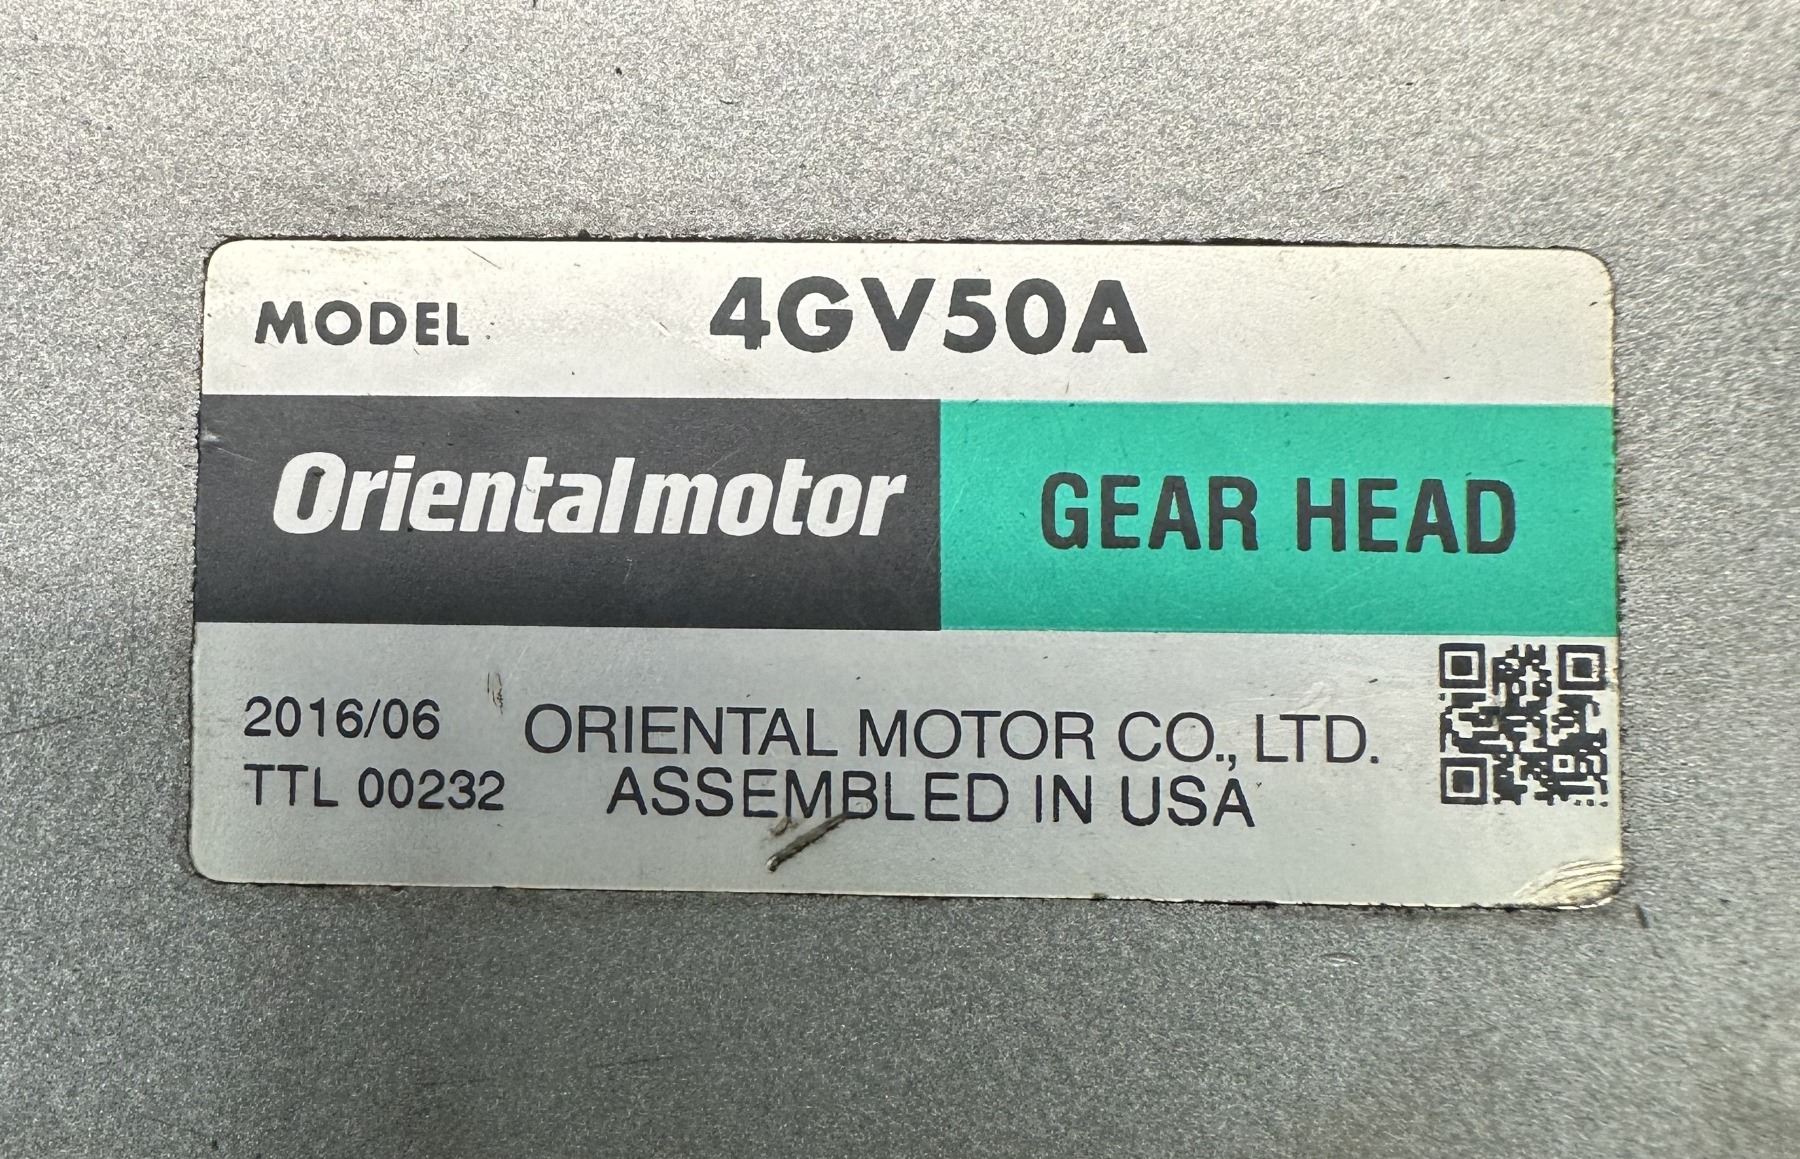 MODEL 4GV50A
Orientalmotor GEAR HEAD
2016/06 ORIENTAL MOTOR CO., LTD.
TTL 00232 ASSEMBLED IN USA